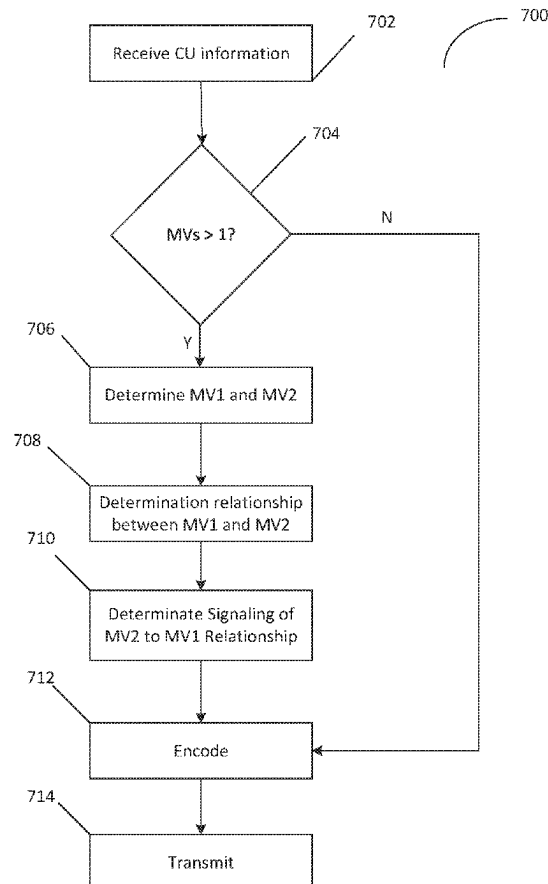 700
Receive CU information
702
704
MVs > 1?
N
Y
706
Determine MV1 and MV2
708
Determination relationship
between MV1 and MV2
710
Determinate Signaling of
MV2 to MV1 Relationship
712
Encode
714
Transmit